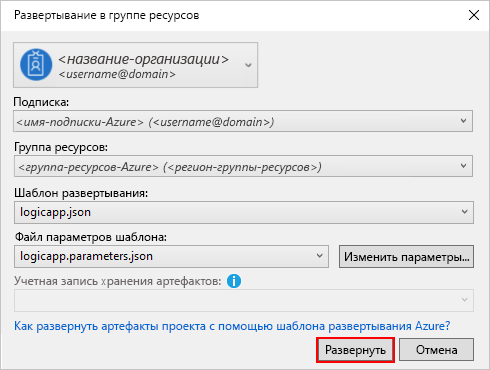 Развертывание в группе ресурсов
<название-организации>
<username@domain>
Подписка:
<имя-подписки-Azure> (<username@domain>)
Группа ресурсов:
<группа-ресурсов-Azure> (<регион-группы-ресурсов>)
Шаблон развертывания:
logicapp.json
Файл параметров шаблона:
logicapp.parameters.json
Изменить параметры...
Учетная запись хранения артефактов:
Как развернуть артефакты проекта с помощью шаблона развертывания Azure?
Развернуть
Отмена